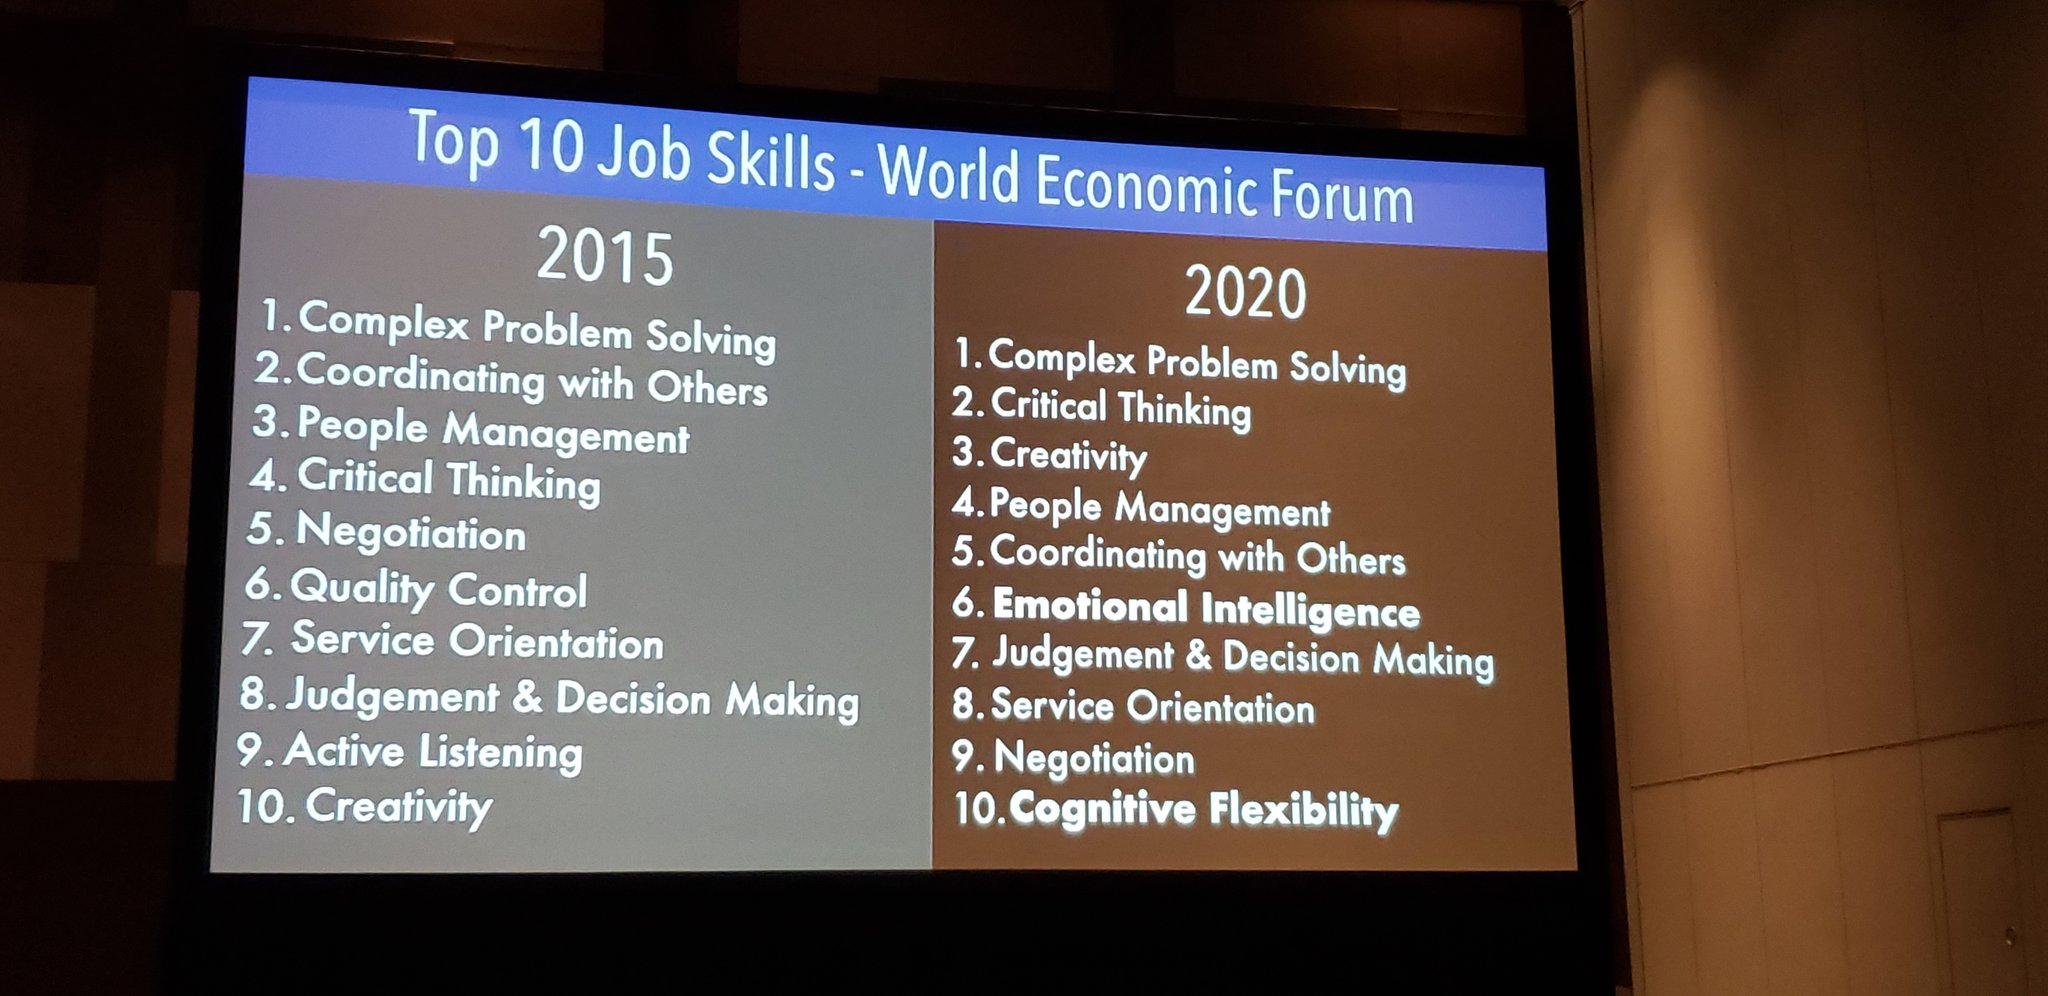 Top 10 Job Skills - World Economic Forum
2015
1. Complex Problem Solving
2. Coordinating with Others
3. People Management
4. Critical Thinking
5. Negotiation
6. Quality Control
7. Service Orientation
8. Judgement & Decision Making
9. Active Listening
10. Creativity
2020
1. Complex Problem Solving
2. Critical Thinking
3. Creativity
4. People Management
5. Coordinating with Others
6. Emotional Intelligence
7. Judgement & Decision Making
8. Service Orientation
9. Negotiation
10. Cognitive Flexibility